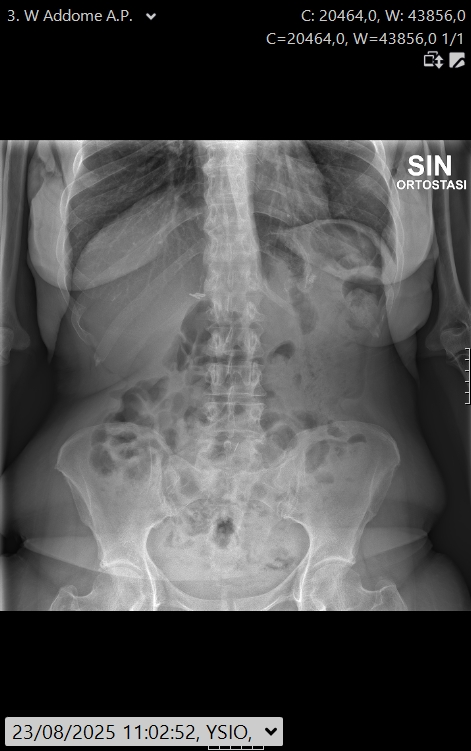 3. W Addome A.P.
C: 20464,0, W: 43856,0
C=20464,0, W=43856,0 1/1
SIN
ORTOSTASI
23/08/2025 11:02:52, YSIO,